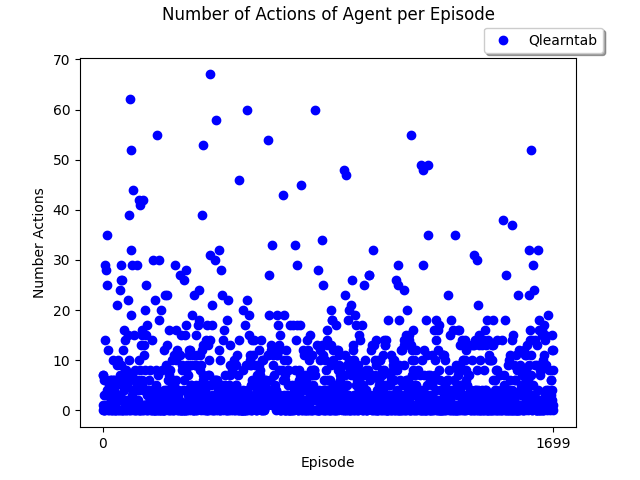 Number of Actions of Agent per Episode
Qlearntab
70
60
50
40
30
20
10
0
Number Actions
0 1699
Episode